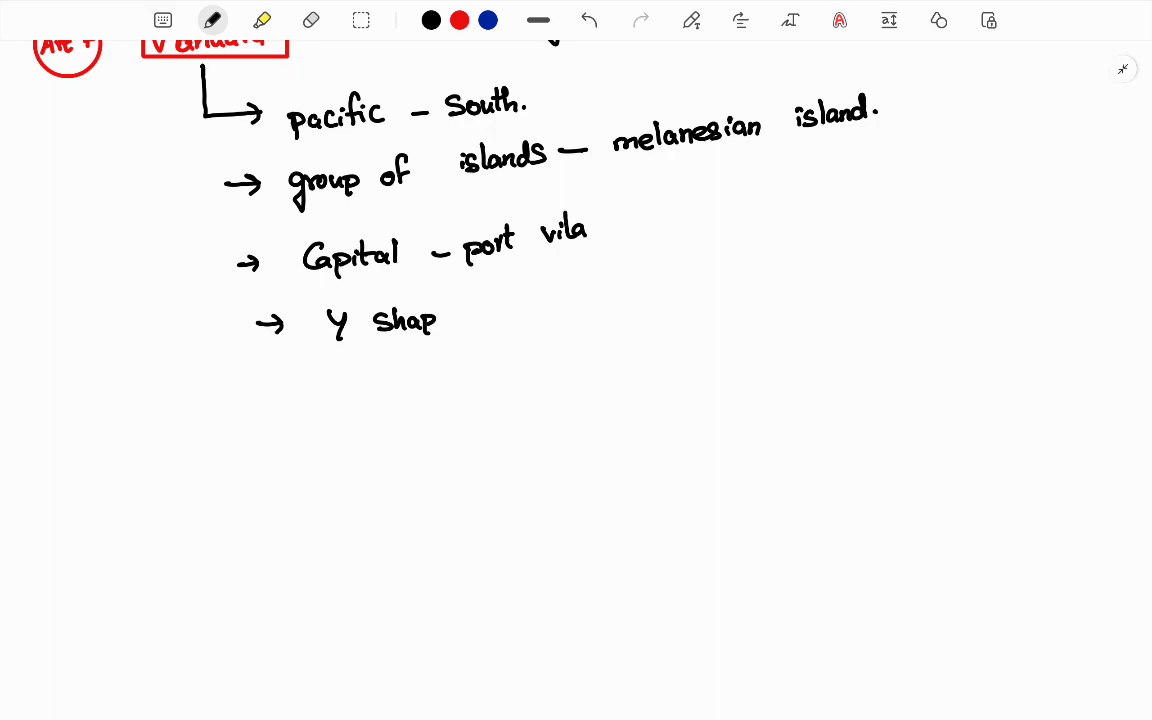 → pacific - South.
→ group of islands - melanesian island.
→ Capital - port vila
→ Y shap